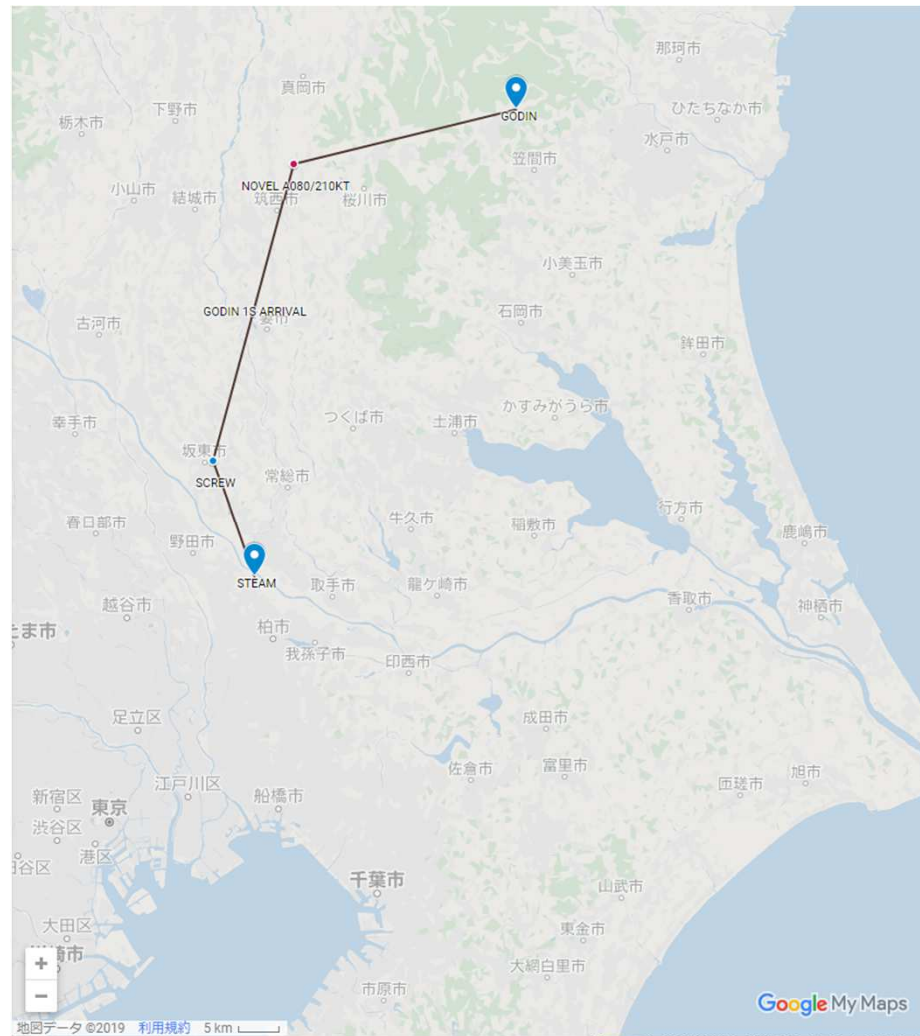 那珂市
真岡市
下野市
栃木市
ひたちなか市
GODIN
水戸市
笠間市
NOVEL A080/210KT
小山市
結城市
筑西市
桜川市
小美玉市
石岡市
GODIN 1S ARRIVAL
古河市
妻市
鉾田市
かすみがうら市
つくば市
土浦市
幸手市
坂東市
常総市
SCREW
行方市
牛久市
稲敷市
春日部市
野田市
鹿嶋市
STEAM
取手市
龍ケ崎市
香取市
神栖市
越谷市
たま市
柏市
我孫子市
印西市
足立区
成田市
佐倉市
富里市
旭市
匝瑳市
江戸川区
船橋市
新宿区
東京
渋谷区
港区
田谷区
千葉市
山武市
大田区
東金市
崎市
大網白里市
市原市
+
−
Google My Maps
地図データ ©2019 利用規約 5 km